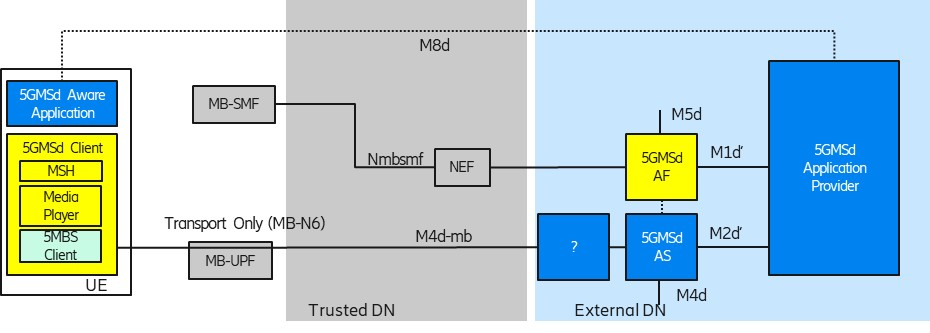 M8d
5GMSd Aware
Application
5GMSd Client
MSH
Media
Player
5MBS
Client
UE
MB-SMF
Nmbsmf
NEF
Transport Only (MB-N6)
MB-UPF
M4d-mb
Trusted DN
?
M5d
5GMSd
AF
M1d’
5GMSd
AS
M2d’
M4d
External DN
5GMSd
Application
Provider